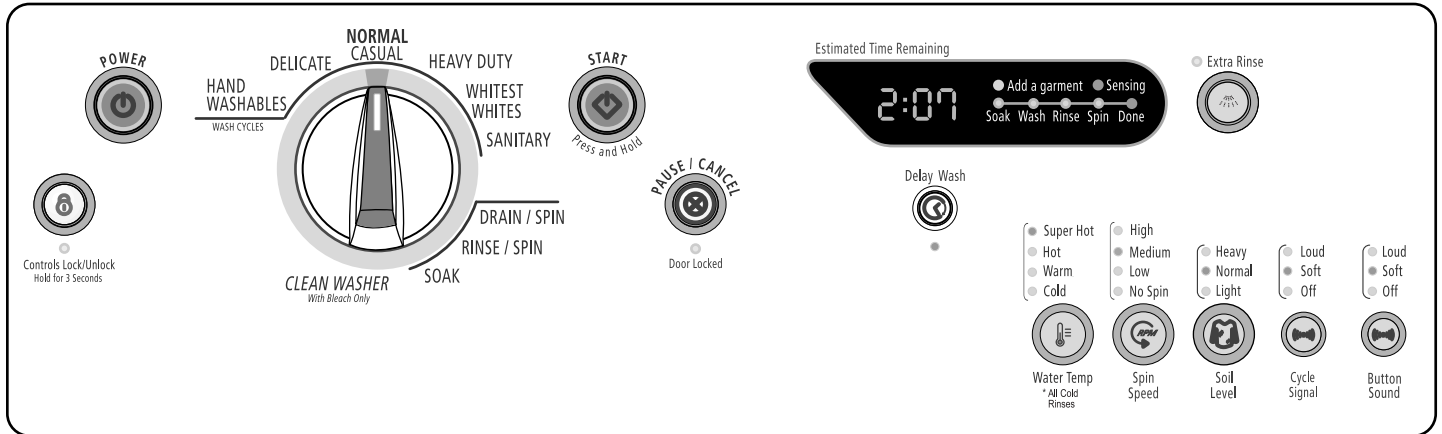 POWER
Controls Lock/Unlock
Hold for 3 Seconds
HAND
WASHABLES
WASH CYCLES
DELICATE
NORMAL
CASUAL
HEAVY DUTY
WHITEST
WHITES
SANITARY
DRAIN / SPIN
RINSE / SPIN
SOAK
CLEAN WASHER
With Bleach Only
START
Press and Hold
PAUSE / CANCEL
Door Locked
Estimated Time Remaining
2:07
Add a garment Sensing
Soak Wash Rinse Spin Done
Extra Rinse
Delay Wash
Super Hot
Hot
Warm
Cold
Water Temp
* All Cold
Rinses
High
Medium
Low
No Spin
RPM
Spin
Speed
Heavy
Normal
Light
Soil
Level
Loud
Soft
Off
Cycle
Signal
Loud
Soft
Off
Button
Sound